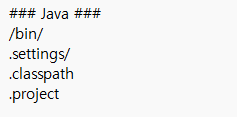 ### Java ###
/bin/
.settings/
.classpath
.project